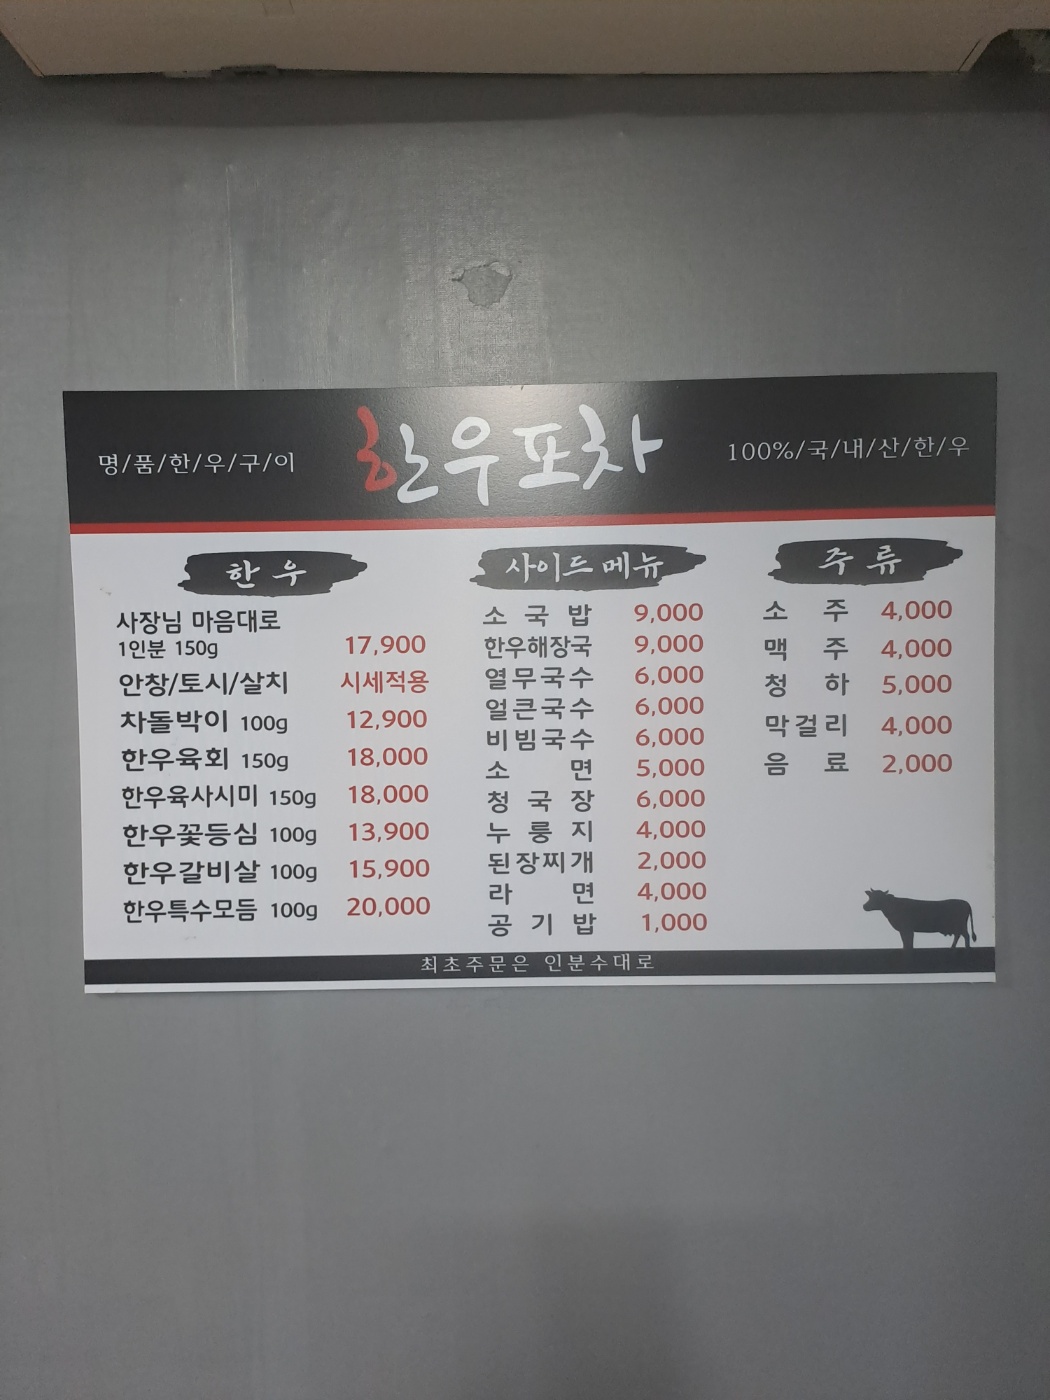 명/품/한/우/구/이
한우포차
100%/국/내/산/한/우
한우
사장님 마음대로
1인분 150g 17,900
안창/토시/살치 시세적용
차돌박이 100g 12,900
한우육회 150g 18,000
한우육사시미 150g 18,000
한우꽃등심 100g 13,900
한우갈비살 100g 15,900
한우특수모듬 100g 20,000
사이드메뉴
소국밥 9,000
한우해장국 9,000
열무국수 6,000
얼큰국수 6,000
비빔국수 6,000
소면 5,000
청국장 6,000
누룽지 4,000
된장찌개 2,000
라면 4,000
공기밥 1,000
주류
소주 4,000
맥주 4,000
청하 5,000
막걸리 4,000
음료 2,000
최초주문은 인분수대로